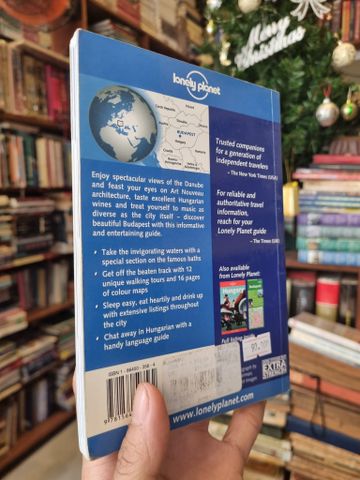 Merry
Christmas
lonely planet
BUDAPEST
Enjoy spectacular views of the Danube
and feast your eyes on Art Nouveau
architecture, taste excellent Hungarian
wines and treat yourself to music as
diverse as the city itself – discover
beautiful Budapest with this informative
and entertaining guide.
• Take the invigorating waters with a
special section on the famous baths
• Get off the beaten track with 12
unique walking tours and 16 pages
of colour maps
• Sleep easy, eat heartily and drink up
with extensive listings throughout
the city
• Chat away in Hungarian with a
handy language guide
Trusted companions
for a generation of
independent travellers
– The New York Times (USA)
For reliable and
authoritative travel
information,
reach for your
Lonely Planet guide
– The Times (UK)
Also available
from Lonely Planet:
Hungary
EXTRA
www.lonelyplanet.com